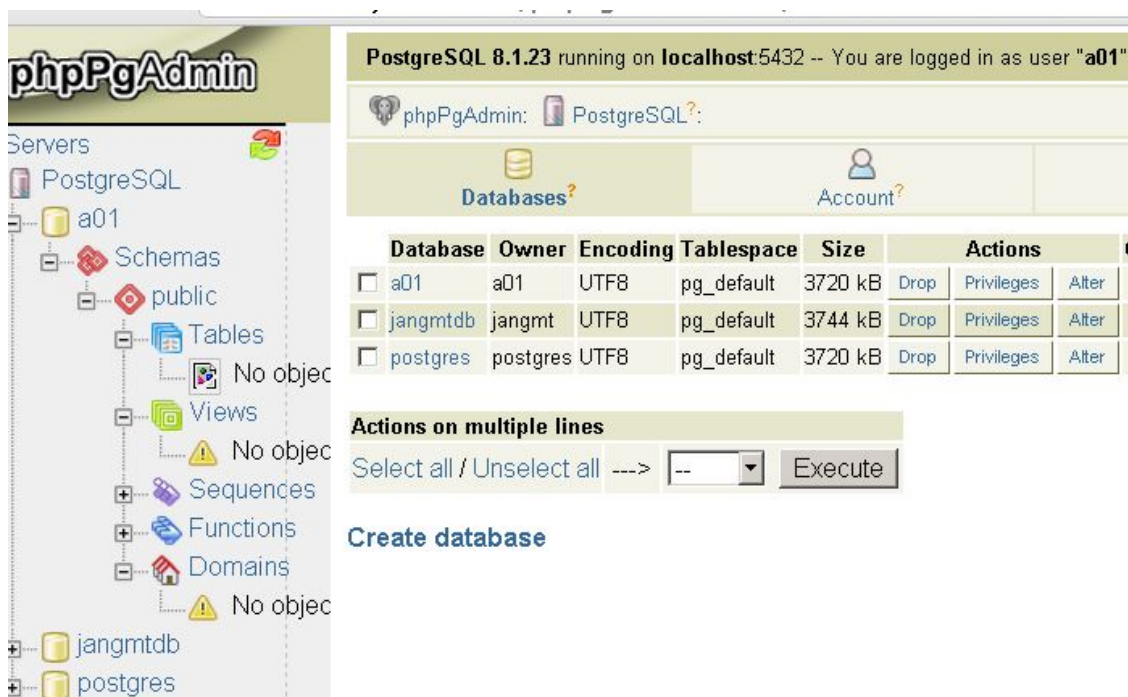 phpPgAdmin
Servers
PostgreSQL
a01
Schemas
public
Tables
No objec
Views
No objec
Sequences
Functions
Domains
No objec
jangmtdb
postgres
PostgreSQL 8.1.23 running on localhost:5432 -- You are logged in as user "a01"
phpPgAdmin: PostgreSQL?:
Databases? Account?
Database Owner Encoding Tablespace Size Actions
a01 a01 UTF8 pg_default 3720 kB Drop Privileges Alter
jangmtdb jangmt UTF8 pg_default 3744 kB Drop Privileges Alter
postgres postgres UTF8 pg_default 3720 kB Drop Privileges Alter
Actions on multiple lines
Select all / Unselect all ---> -- Execute
Create database